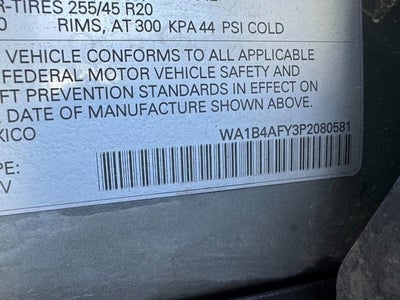 R-TIRES 255/45 R20
0 RIMS, AT 300 KPA 44 PSI COLD
VEHICLE CONFORMS TO ALL APPLICABLE
FEDERAL MOTOR VEHICLE SAFETY AND
FT PREVENTION STANDARDS IN EFFECT ON
DATE OF MANUFACTURE SHOWN ABOVE.
XICO WA1B4AFY3P2080581
PE:
V